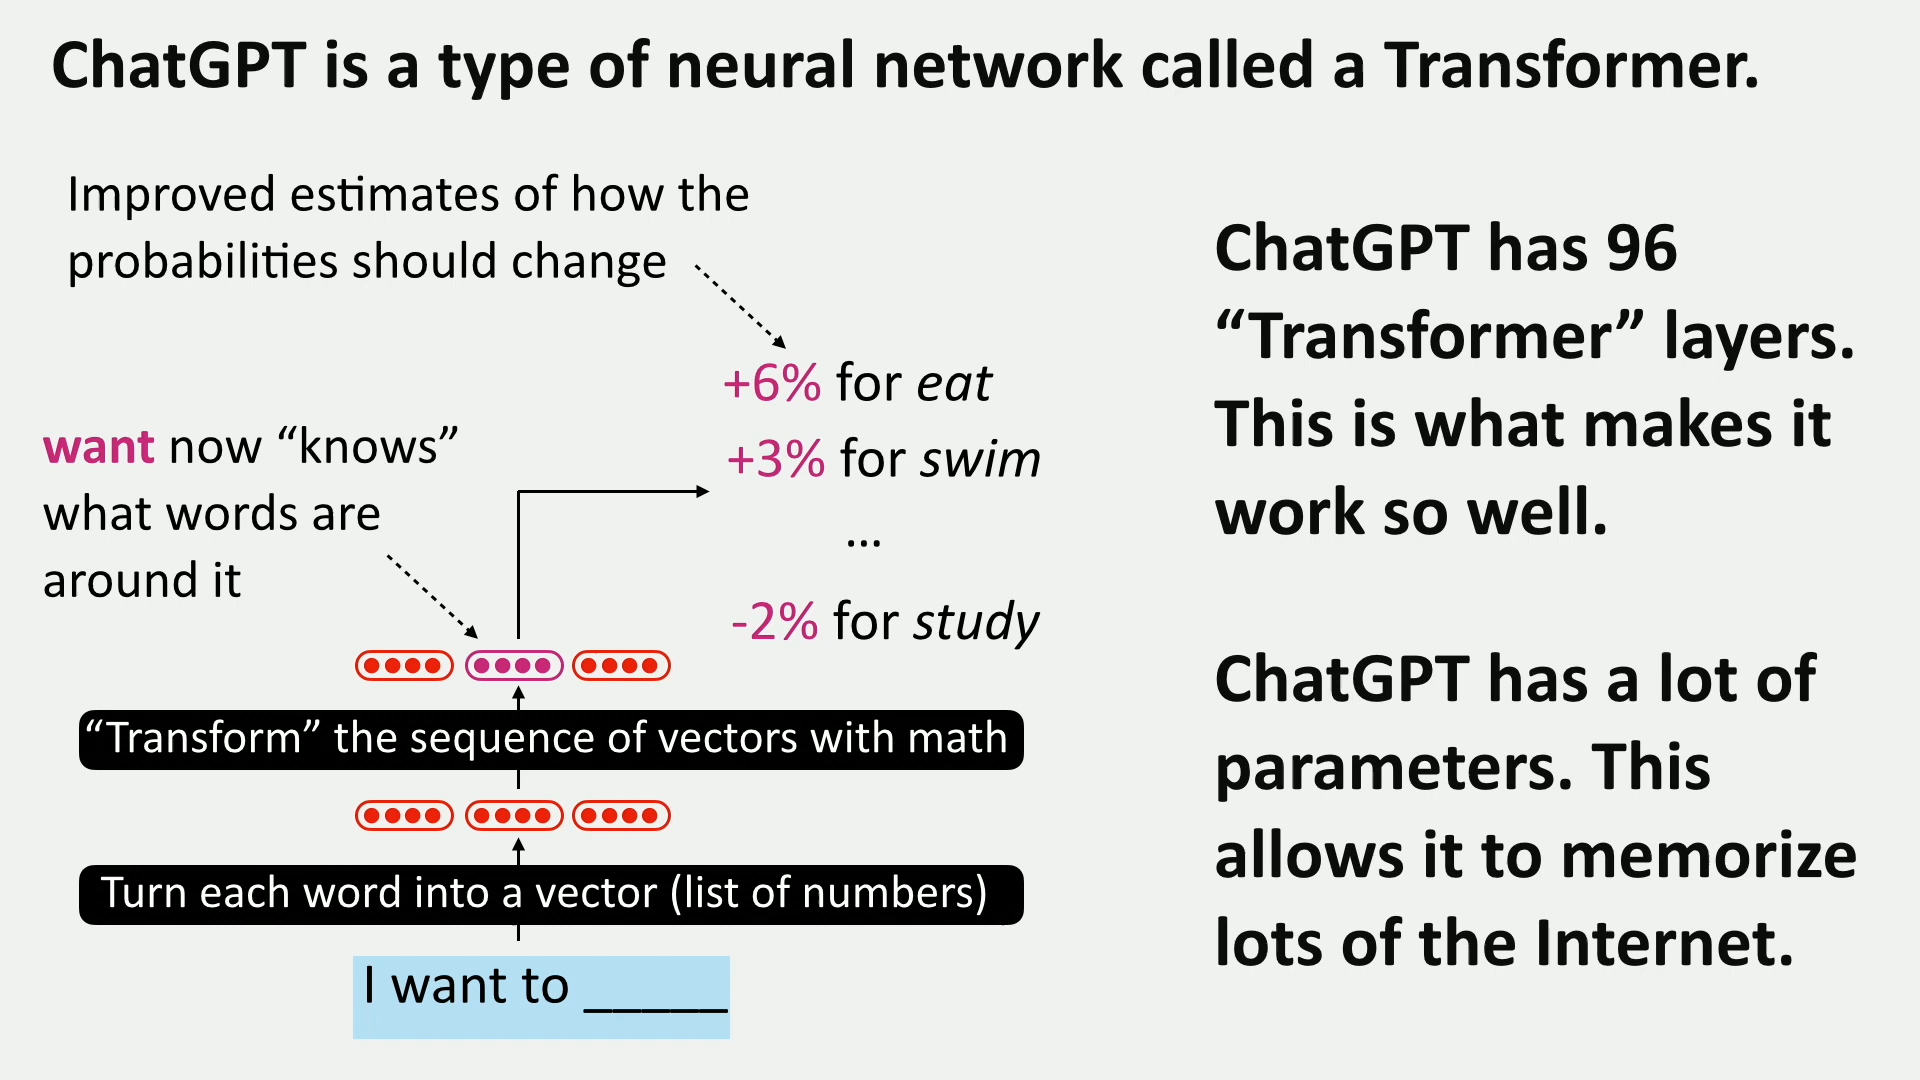 ChatGPT is a type of neural network called a Transformer.
Improved estimates of how the
probabilities should change
+6% for eat
+3% for swim
...
-2% for study
want now “knows”
what words are
around it
“Transform” the sequence of vectors with math
Turn each word into a vector (list of numbers)
I want to _____
ChatGPT has 96
“Transformer” layers.
This is what makes it
work so well.
ChatGPT has a lot of
parameters. This
allows it to memorize
lots of the Internet.